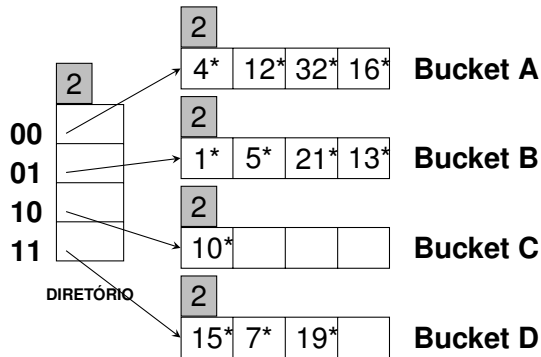 2
4* 12* 32* 16* Bucket A
2
00
2
1* 5* 21* 13* Bucket B
01
10
2
10* Bucket C
11
DIRETÓRIO
2
15* 7* 19* Bucket D